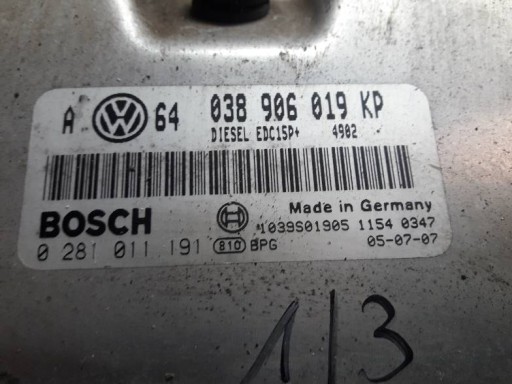 A VW 64 038 906 019 KP
DIESEL EDC15P+ 4902
BOSCH Made in Germany
1039S01905 1154 0347
0 281 011 191 810 BPG 05-07-07
1/3